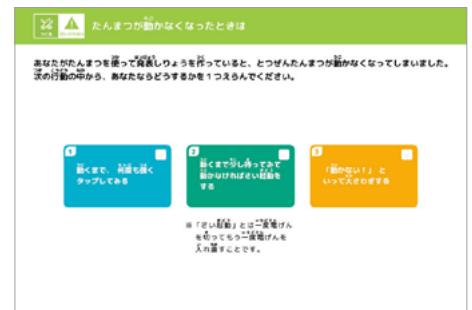 たんまつが動かなくなったときは
あなたがたんまつを使って発表しりょうを作っていると、とつぜんたんまつが動かなくなってしまいました。
次の行動の中から、あなたならどうするかを1つえらんでください。
1
動くまで、何度も強く
タップしてみる
2
動くまで少し待ってみて
動かなければさい起動を
する
3
「動かない！」と
いって大さわぎする
※「さい起動」とは一度電げん
を切ってもう一度電げんを
入れ直すことです。